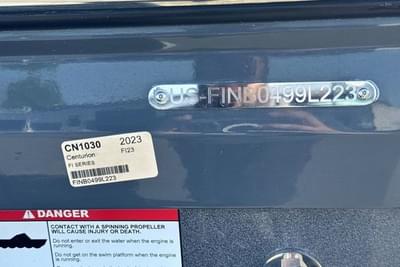 US-FINB0499L223
CN1030 2023
Centurion FI23
FI SERIES
FINB0499L223
DANGER
CONTACT WITH A SPINNING PROPELLER
WILL CAUSE INJURY OR DEATH.
Do not enter or exit the water when the engine is
running.
Do not get on the swim platform when the engine is
running.